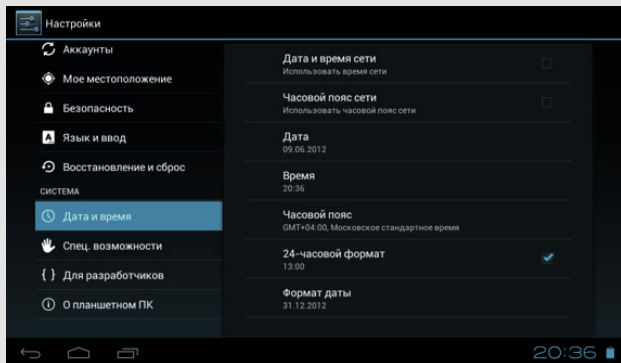 Настройки
Аккаунты
Мое местоположение
Безопасность
Язык и ввод
Восстановление и сброс
СИСТЕМА
Дата и время
Спец. возможности
Для разработчиков
О планшетном ПК
Дата и время сети
Использовать время сети
Часовой пояс сети
Использовать часовой пояс сети
Дата
09.06.2012
Время
20:36
Часовой пояс
GMT+04:00, Московское стандартное время
24-часовой формат
13:00
Формат даты
31.12.2012
20:36